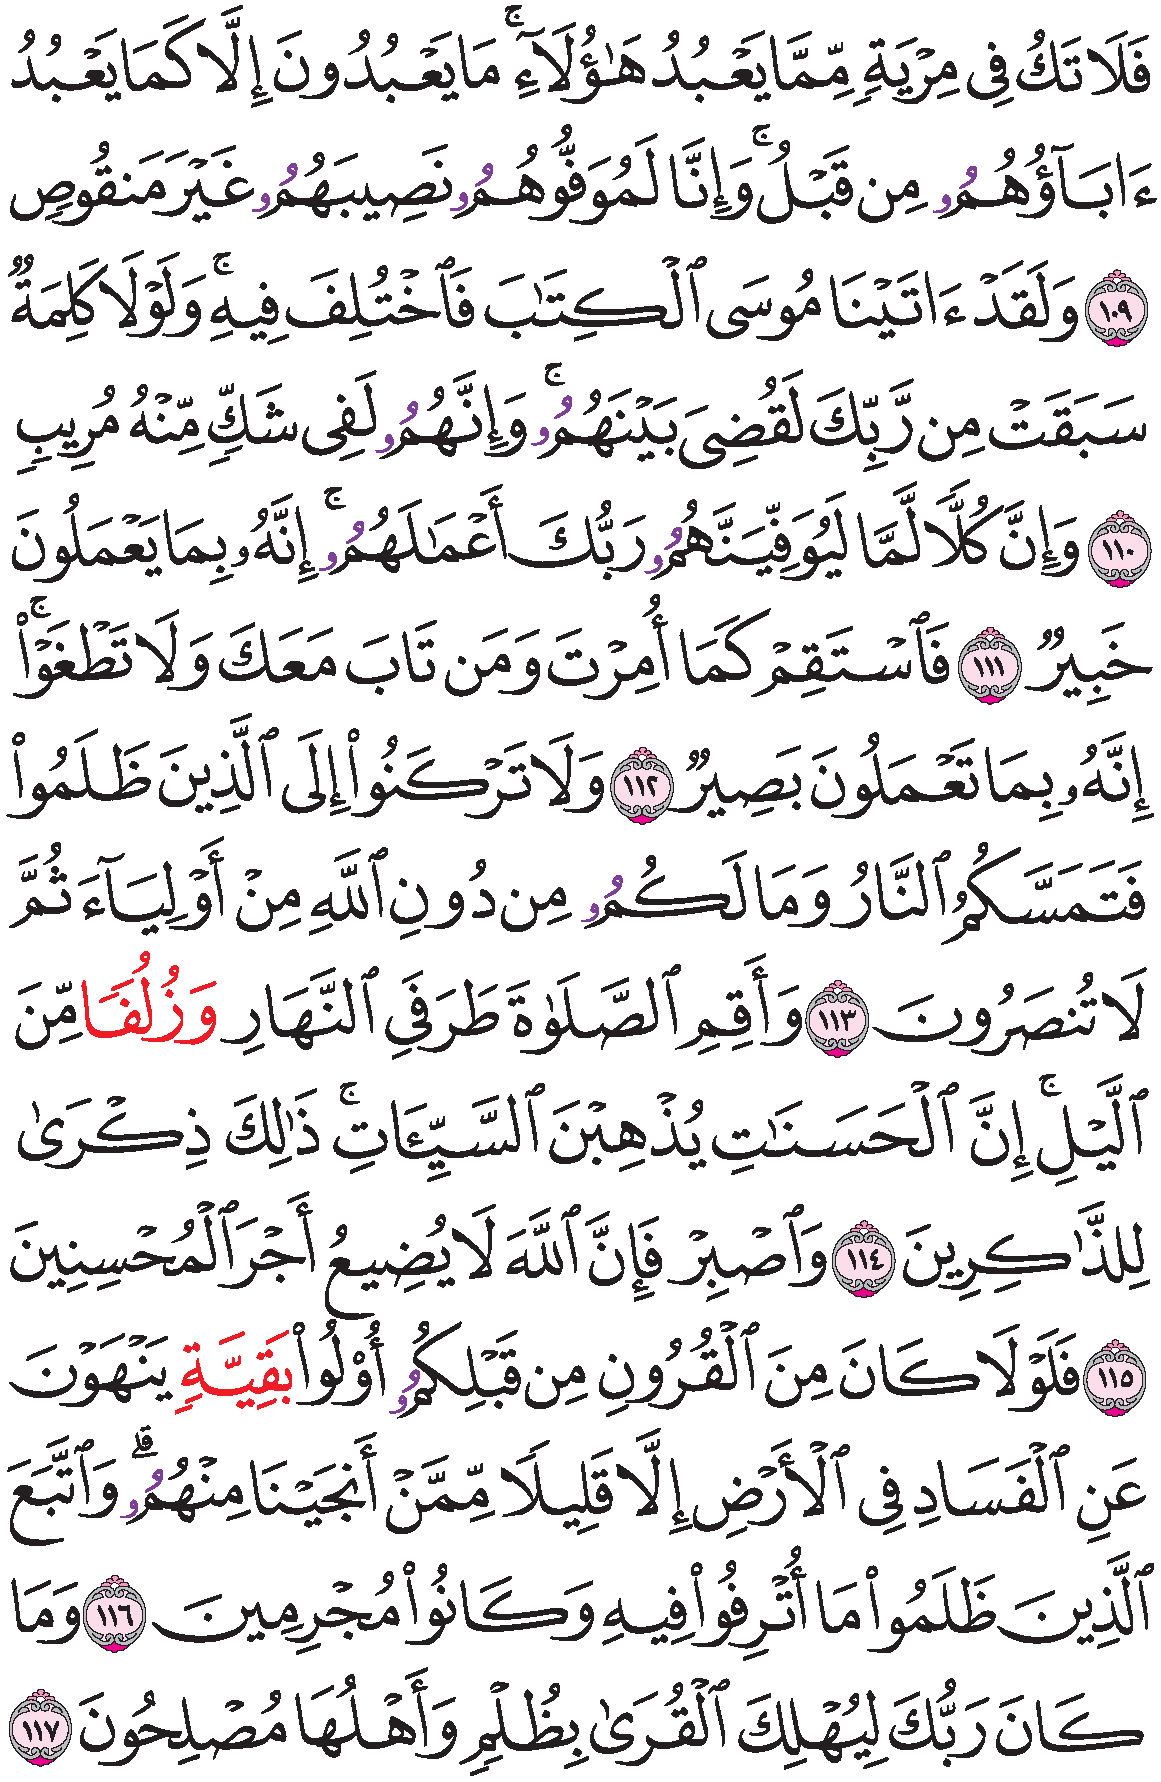 فَلَا تَكُ فِى مِرْيَةٍ مِّمَّا يَعْبُدُ هَٰٓؤُلَآءِ ۚ مَا يَعْبُدُونَ إِلَّا كَمَا يَعْبُدُ
ءَابَآؤُهُمُۥ مِن قَبْلُ ۚ وَإِنَّا لَمُوَفُّوهُمُۥ نَصِيبَهُمُۥ غَيْرَ مَنقُوصٍ
١٠٩ وَلَقَدْ ءَاتَيْنَا مُوسَى ٱلْكِتَٰبَ فَٱخْتُلِفَ فِيهِ ۚ وَلَوْلَا كَلِمَةٌ
سَبَقَتْ مِن رَّبِّكَ لَقُضِىَ بَيْنَهُمُۥ ۚ وَإِنَّهُمُۥ لَفِى شَكٍّ مِّنْهُ مُرِيبٍ
١١٠ وَإِنَّ كُلًّا لَّمَّا لَيُوَفِّيَنَّهُمُۥ رَبُّكَ أَعْمَٰلَهُمُۥ ۚ إِنَّهُۥ بِمَا يَعْمَلُونَ
خَبِيرٌ ١١١ فَٱسْتَقِمْ كَمَا أُمِرْتَ وَمَن تَابَ مَعَكَ وَلَا تَطْغَوْا۟ ۚ
إِنَّهُۥ بِمَا تَعْمَلُونَ بَصِيرٌ ١١٢ وَلَا تَرْكَنُوا۟ إِلَى ٱلَّذِينَ ظَلَمُوا۟
فَتَمَسَّكُمُ ٱلنَّارُ وَمَا لَكُمُۥ مِن دُونِ ٱللَّهِ مِنْ أَوْلِيَآءَ ثُمَّ
لَا تُنصَرُونَ ١١٣ وَأَقِمِ ٱلصَّلَوٰةَ طَرَفَىِ ٱلنَّهَارِ وَزُلُفًا مِّنَ
ٱلَّيْلِ ۚ إِنَّ ٱلْحَسَنَٰتِ يُذْهِبْنَ ٱلسَّيِّـَٔاتِ ۚ ذَٰلِكَ ذِكْرَىٰ
لِلذَّٰكِرِينَ ١١٤ وَٱصْبِرْ فَإِنَّ ٱللَّهَ لَا يُضِيعُ أَجْرَ ٱلْمُحْسِنِينَ
١١٥ فَلَوْلَا كَانَ مِنَ ٱلْقُرُونِ مِن قَبْلِكُمُۥ أُو۟لُوا۟ بَقِيَّةٍ يَنْهَوْنَ
عَنِ ٱلْفَسَادِ فِى ٱلْأَرْضِ إِلَّا قَلِيلًا مِّمَّنْ أَنجَيْنَا مِنْهُمُۥ ۗ وَٱتَّبَعَ
ٱلَّذِينَ ظَلَمُوا۟ مَا أُتْرِفُوا۟ فِيهِ وَكَانُوا۟ مُجْرِمِينَ ١١٦ وَمَا
كَانَ رَبُّكَ لِيُهْلِكَ ٱلْقُرَىٰ بِظُلْمٍ وَأَهْلُهَا مُصْلِحُونَ ١١٧